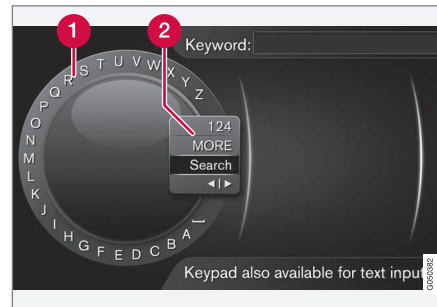 1
2
Keyword:
R S T U V W X Y Z
Q
P
O
N
M
L
K
J
I
H G F E D C B A
124
MORE
Search
◄|►
Keypad also available for text input
G050382